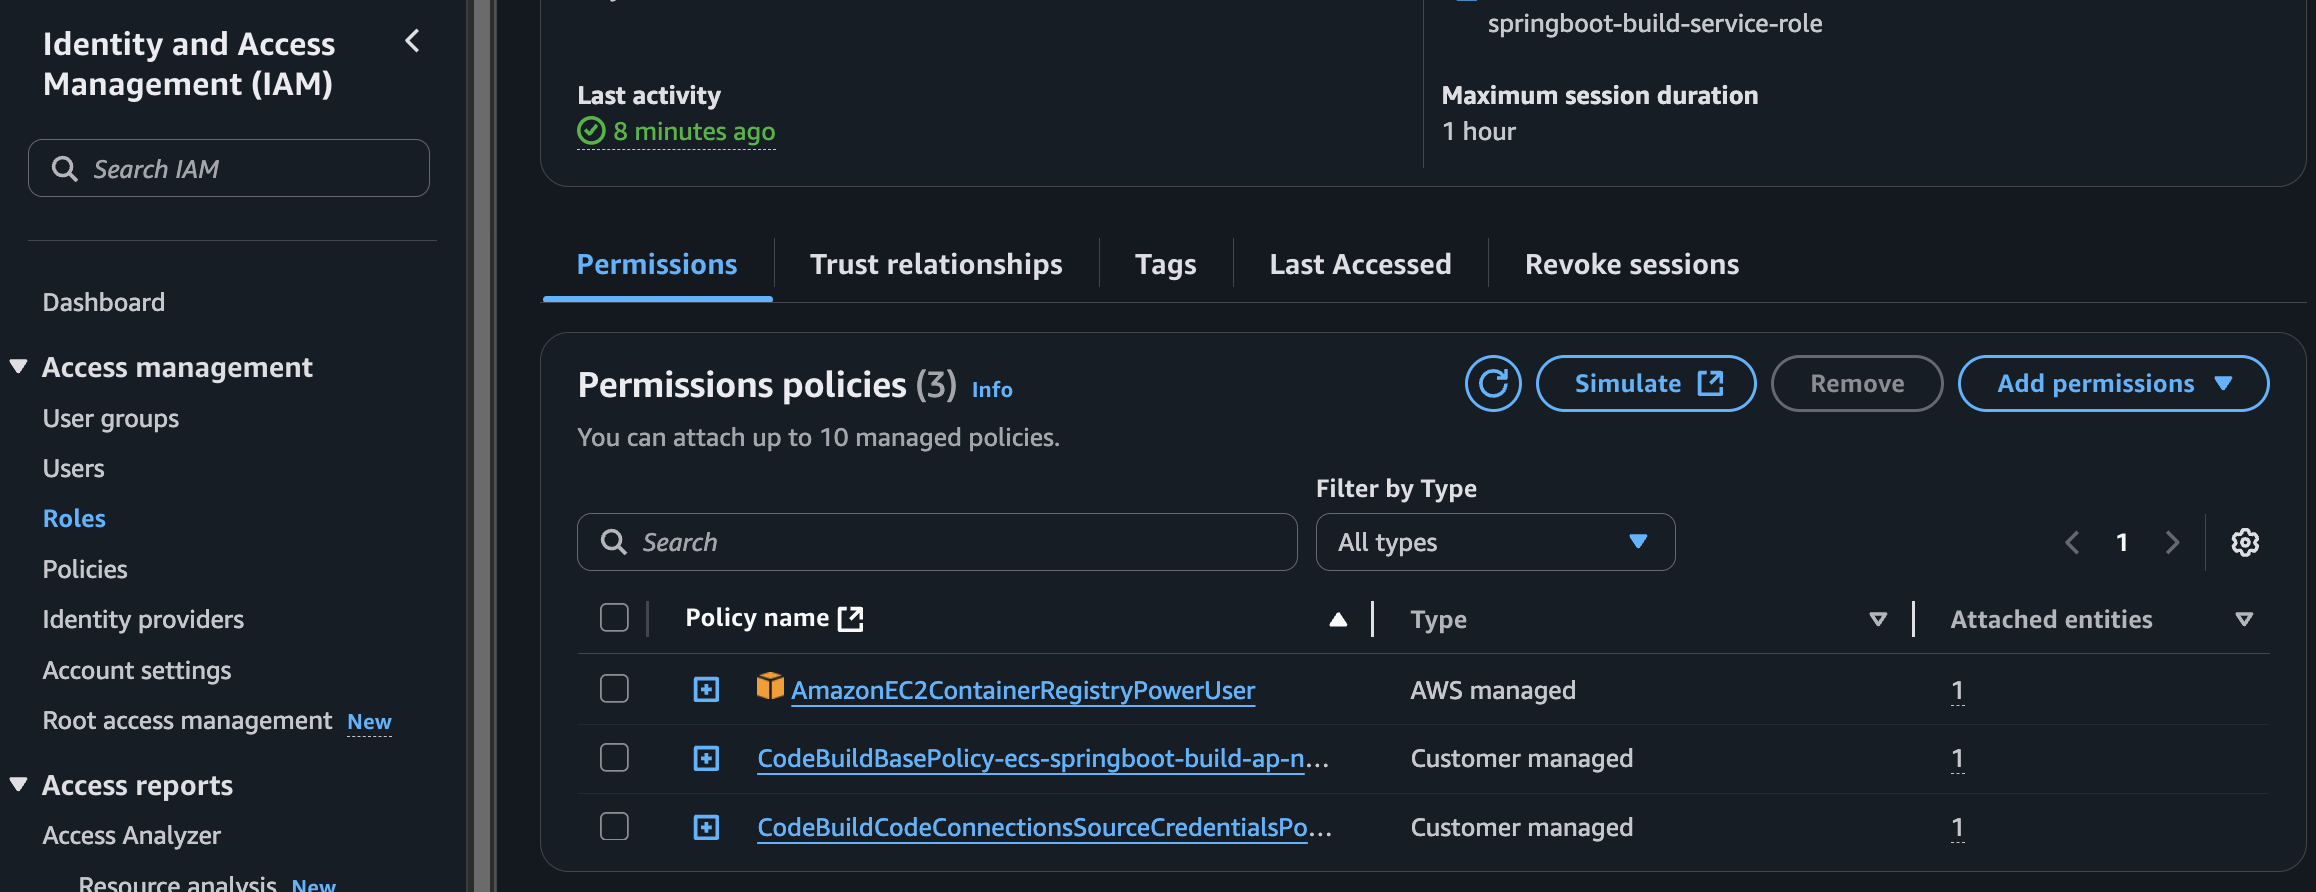 Identity and Access
Management (IAM)
Search IAM
Dashboard
Access management
User groups
Users
Roles
Policies
Identity providers
Account settings
Root access management New
Access reports
Access Analyzer
Resource analysis New
springboot-build-service-role
Last activity
8 minutes ago
Maximum session duration
1 hour
Permissions
Trust relationships
Tags
Last Accessed
Revoke sessions
Permissions policies (3) Info
Simulate
Remove
Add permissions
You can attach up to 10 managed policies.
Filter by Type
Search
All types
1
Policy name
Type
Attached entities
AmazonEC2ContainerRegistryPowerUser
AWS managed
1
CodeBuildBasePolicy-ecs-springboot-build-ap-n...
Customer managed
1
CodeBuildCodeConnectionsSourceCredentialsPo...
Customer managed
1